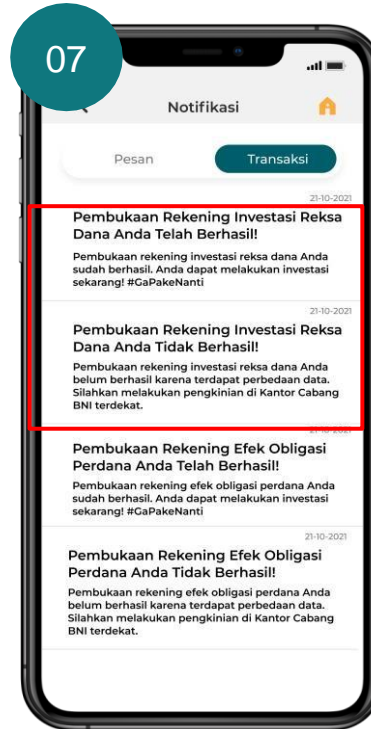 07
Notifikasi
Pesan
Transaksi
21-10-2021
Pembukaan Rekening Investasi Reksa
Dana Anda Telah Berhasil!
Pembukaan rekening investasi reksa dana Anda
sudah berhasil. Anda dapat melakukan investasi
sekarang! #GaPakeNanti
21-10-2021
Pembukaan Rekening Investasi Reksa
Dana Anda Tidak Berhasil!
Pembukaan rekening investasi reksa dana Anda
belum berhasil karena terdapat perbedaan data.
Silahkan melakukan pengkinian di Kantor Cabang
BNI terdekat.
21-10-2021
Pembukaan Rekening Efek Obligasi
Perdana Anda Telah Berhasil!
Pembukaan rekening efek obligasi perdana Anda
sudah berhasil. Anda dapat melakukan investasi
sekarang! #GaPakeNanti
21-10-2021
Pembukaan Rekening Efek Obligasi
Perdana Anda Tidak Berhasil!
Pembukaan rekening efek obligasi perdana Anda
belum berhasil karena terdapat perbedaan data.
Silahkan melakukan pengkinian di Kantor Cabang
BNI terdekat.